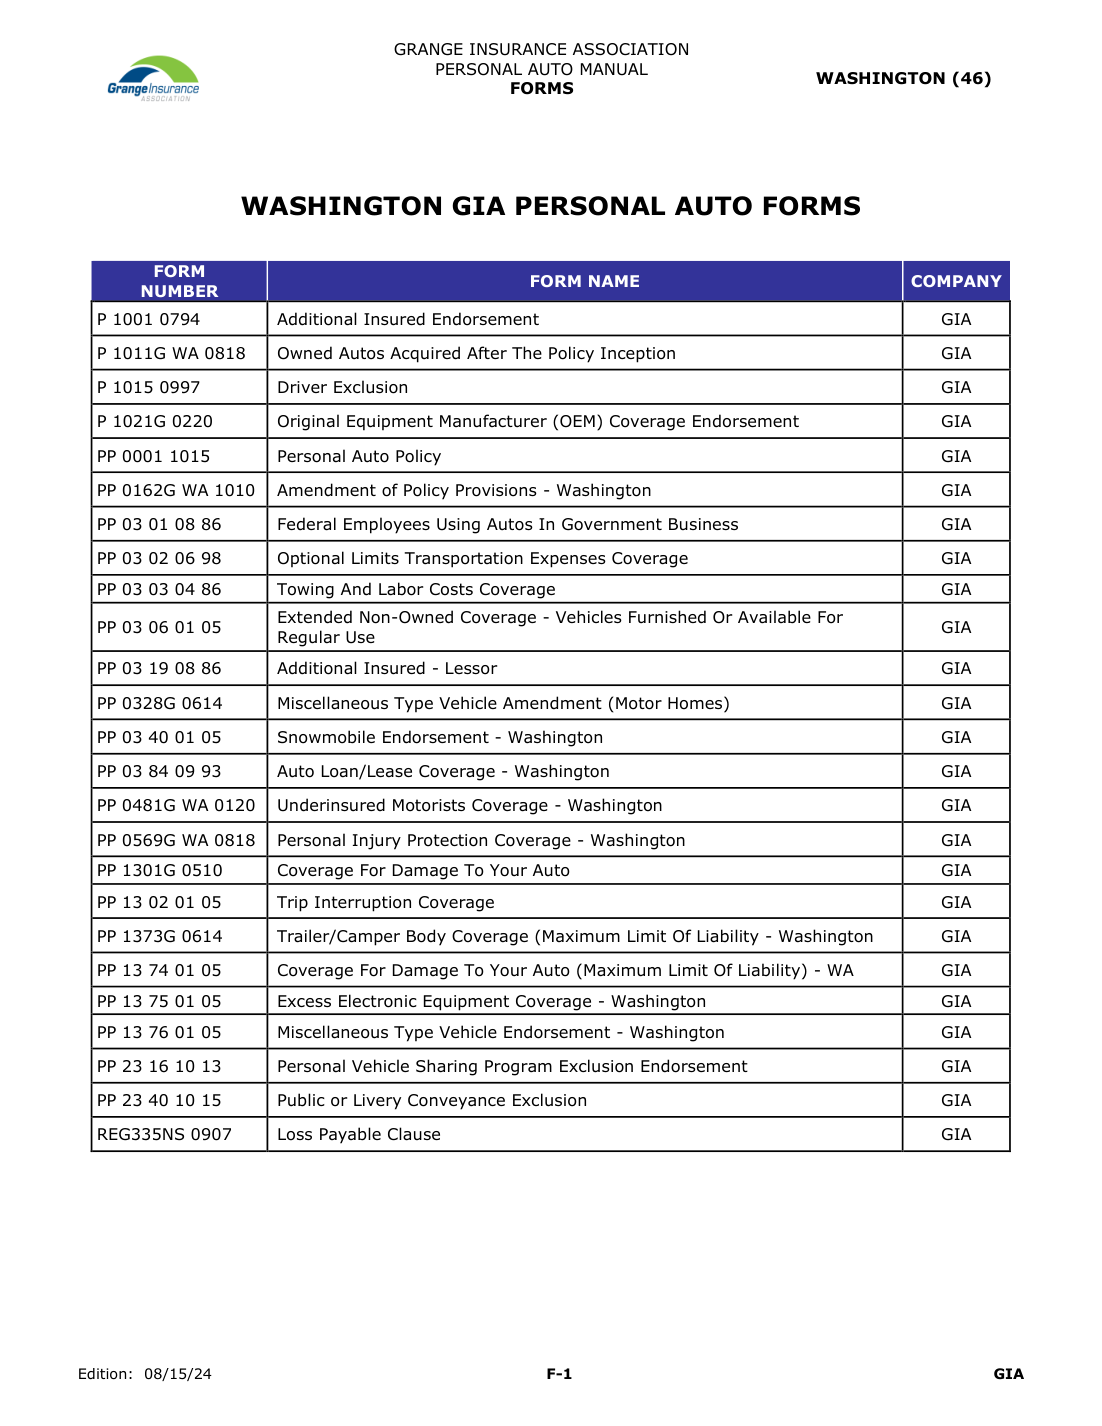 GrangeInsurance
ASSOCIATION
GRANGE INSURANCE ASSOCIATION
PERSONAL AUTO MANUAL
FORMS
WASHINGTON (46)
WASHINGTON GIA PERSONAL AUTO FORMS
FORM
NUMBER
FORM NAME
COMPANY
P 1001 0794 Additional Insured Endorsement GIA
P 1011G WA 0818 Owned Autos Acquired After The Policy Inception GIA
P 1015 0997 Driver Exclusion GIA
P 1021G 0220 Original Equipment Manufacturer (OEM) Coverage Endorsement GIA
PP 0001 1015 Personal Auto Policy GIA
PP 0162G WA 1010 Amendment of Policy Provisions - Washington GIA
PP 03 01 08 86 Federal Employees Using Autos In Government Business GIA
PP 03 02 06 98 Optional Limits Transportation Expenses Coverage GIA
PP 03 03 04 86 Towing And Labor Costs Coverage GIA
PP 03 06 01 05 Extended Non-Owned Coverage - Vehicles Furnished Or Available For
Regular Use GIA
PP 03 19 08 86 Additional Insured - Lessor GIA
PP 0328G 0614 Miscellaneous Type Vehicle Amendment (Motor Homes) GIA
PP 03 40 01 05 Snowmobile Endorsement - Washington GIA
PP 03 84 09 93 Auto Loan/Lease Coverage - Washington GIA
PP 0481G WA 0120 Underinsured Motorists Coverage - Washington GIA
PP 0569G WA 0818 Personal Injury Protection Coverage - Washington GIA
PP 1301G 0510 Coverage For Damage To Your Auto GIA
PP 13 02 01 05 Trip Interruption Coverage GIA
PP 1373G 0614 Trailer/Camper Body Coverage (Maximum Limit Of Liability - Washington GIA
PP 13 74 01 05 Coverage For Damage To Your Auto (Maximum Limit Of Liability) - WA GIA
PP 13 75 01 05 Excess Electronic Equipment Coverage - Washington GIA
PP 13 76 01 05 Miscellaneous Type Vehicle Endorsement - Washington GIA
PP 23 16 10 13 Personal Vehicle Sharing Program Exclusion Endorsement GIA
PP 23 40 10 15 Public or Livery Conveyance Exclusion GIA
REG335NS 0907 Loss Payable Clause GIA
Edition: 08/15/24 F-1 GIA